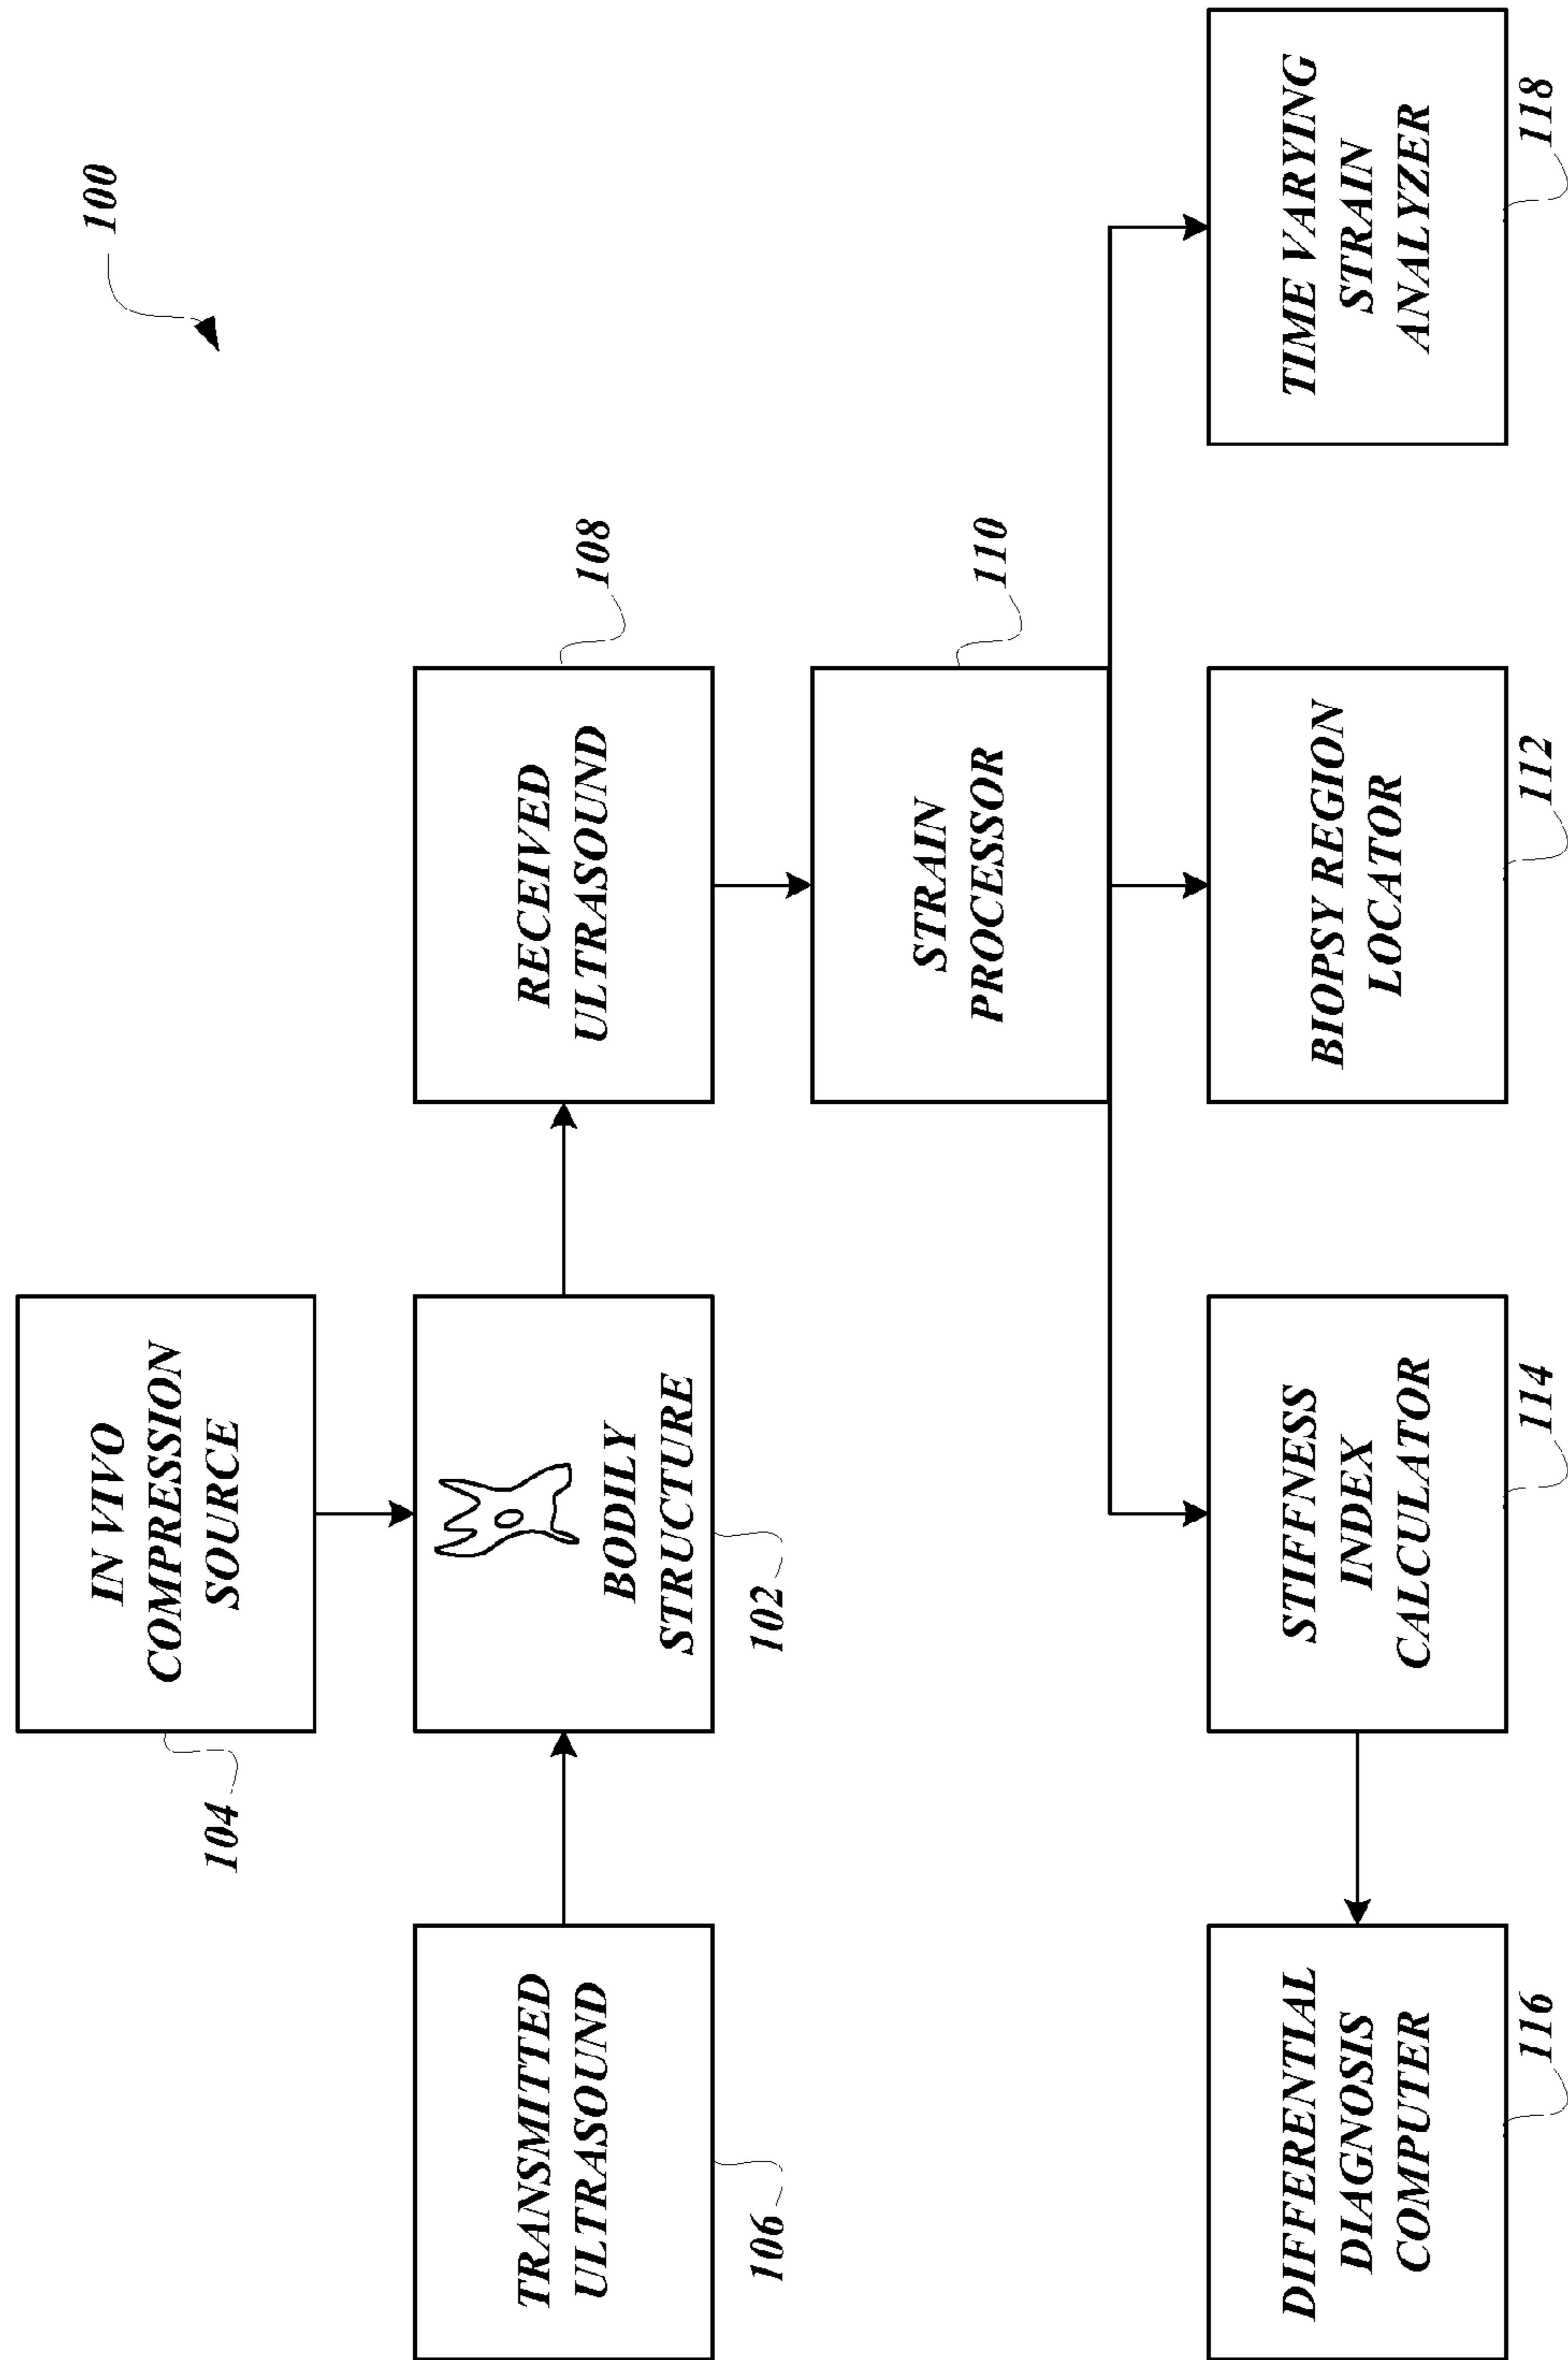 100
IN VIVO
COMPRESSION
SOURCE
104
TRANSMITTED
ULTRASOUND
106
BODILY
STRUCTURE
102
RECEIVED
ULTRASOUND
108
STRAIN
PROCESSOR
110
DIFFERENTIAL
DIAGNOSIS
COMPUTER
116
STIFFNESS
INDEX
CALCULATOR
114
BIOPSY REGION
LOCATOR
112
TIME VARYING
STRAIN
ANALYZER
118